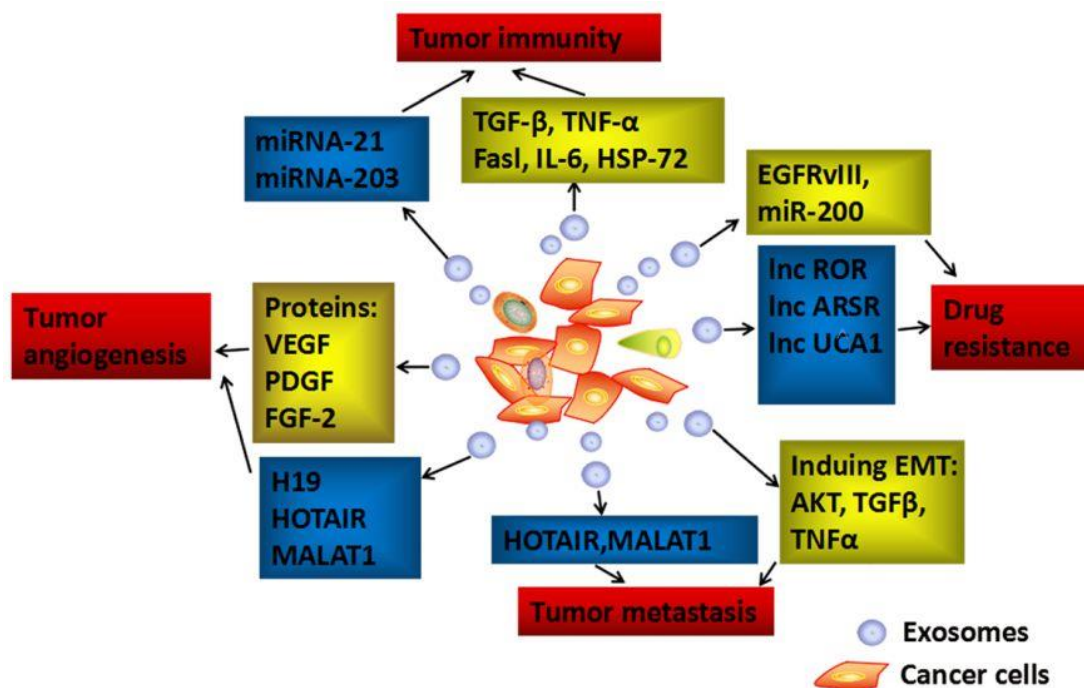 Tumor immunity
miRNA-21
miRNA-203
TGF-β, TNF-α
Fasl, IL-6, HSP-72
EGFRvIII,
miR-200
lnc ROR
lnc ARSR
lnc UCA1
Drug
resistance
Tumor
angiogenesis
Proteins:
VEGF
PDGF
FGF-2
H19
HOTAIR
MALAT1
HOTAIR,MALAT1
Induing EMT:
AKT, TGFβ,
TNFα
Tumor metastasis
Exosomes
Cancer cells